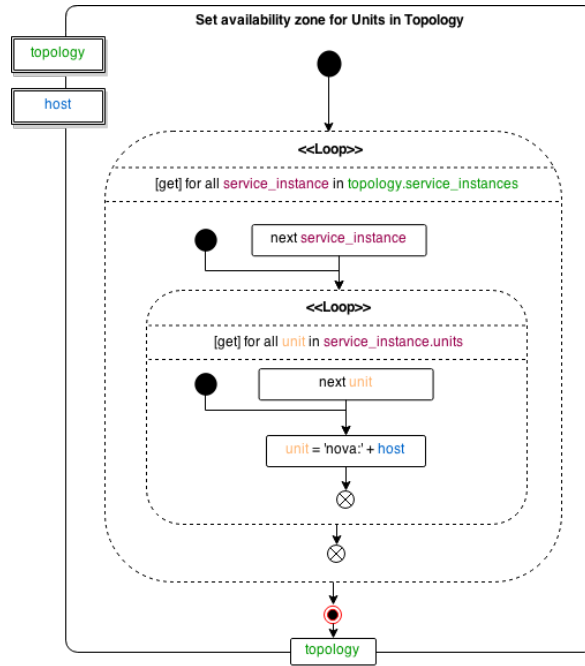 Set availability zone for Units in Topology
topology
host
<<Loop>>
[get] for all service_instance in topology.service_instances
next service_instance
<<Loop>>
[get] for all unit in service_instance.units
next unit
unit = 'nova:' + host
topology